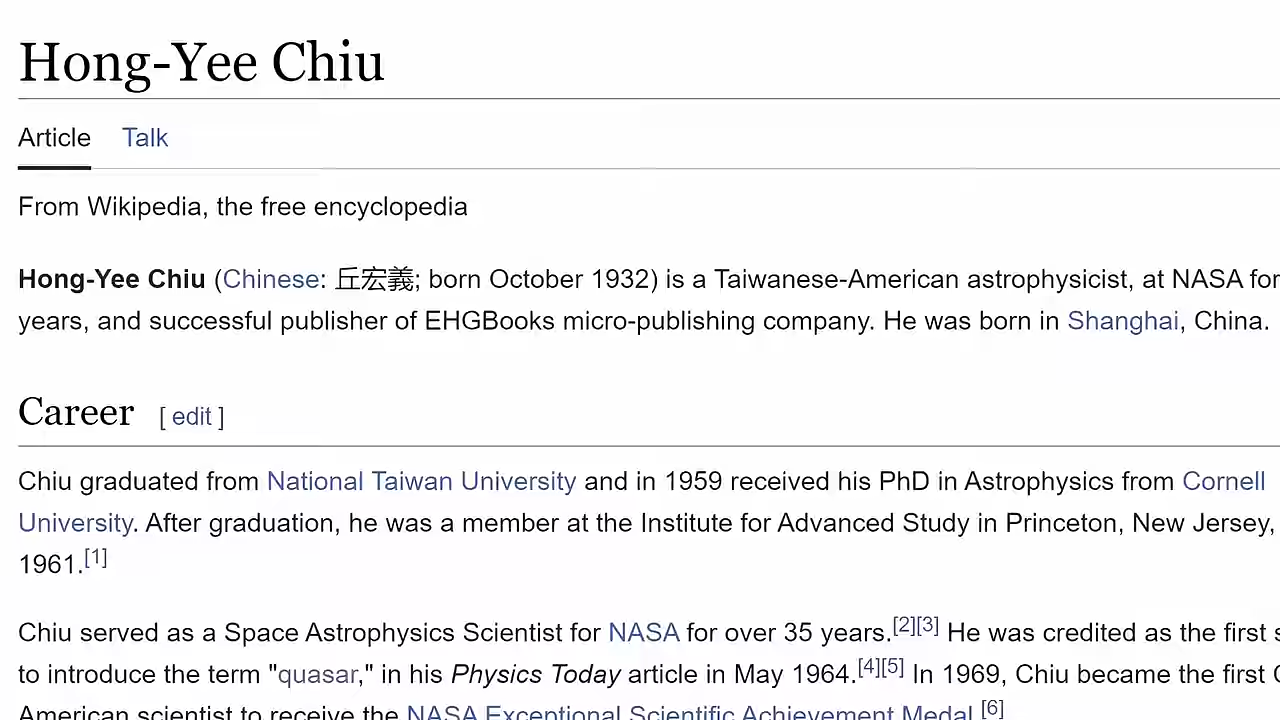 Hong-Yee Chiu
Article Talk
From Wikipedia, the free encyclopedia
Hong-Yee Chiu (Chinese: 丘宏義; born October 1932) is a Taiwanese-American astrophysicist, at NASA for
years, and successful publisher of EHGBooks micro-publishing company. He was born in Shanghai, China.
Career [ edit ]
Chiu graduated from National Taiwan University and in 1959 received his PhD in Astrophysics from Cornell
University. After graduation, he was a member at the Institute for Advanced Study in Princeton, New Jersey,
1961.[1]
Chiu served as a Space Astrophysics Scientist for NASA for over 35 years.[2][3] He was credited as the first
to introduce the term "quasar," in his Physics Today article in May 1964.[4][5] In 1969, Chiu became the first
American scientist to receive the NASA Exceptional Scientific Achievement Medal.[6]